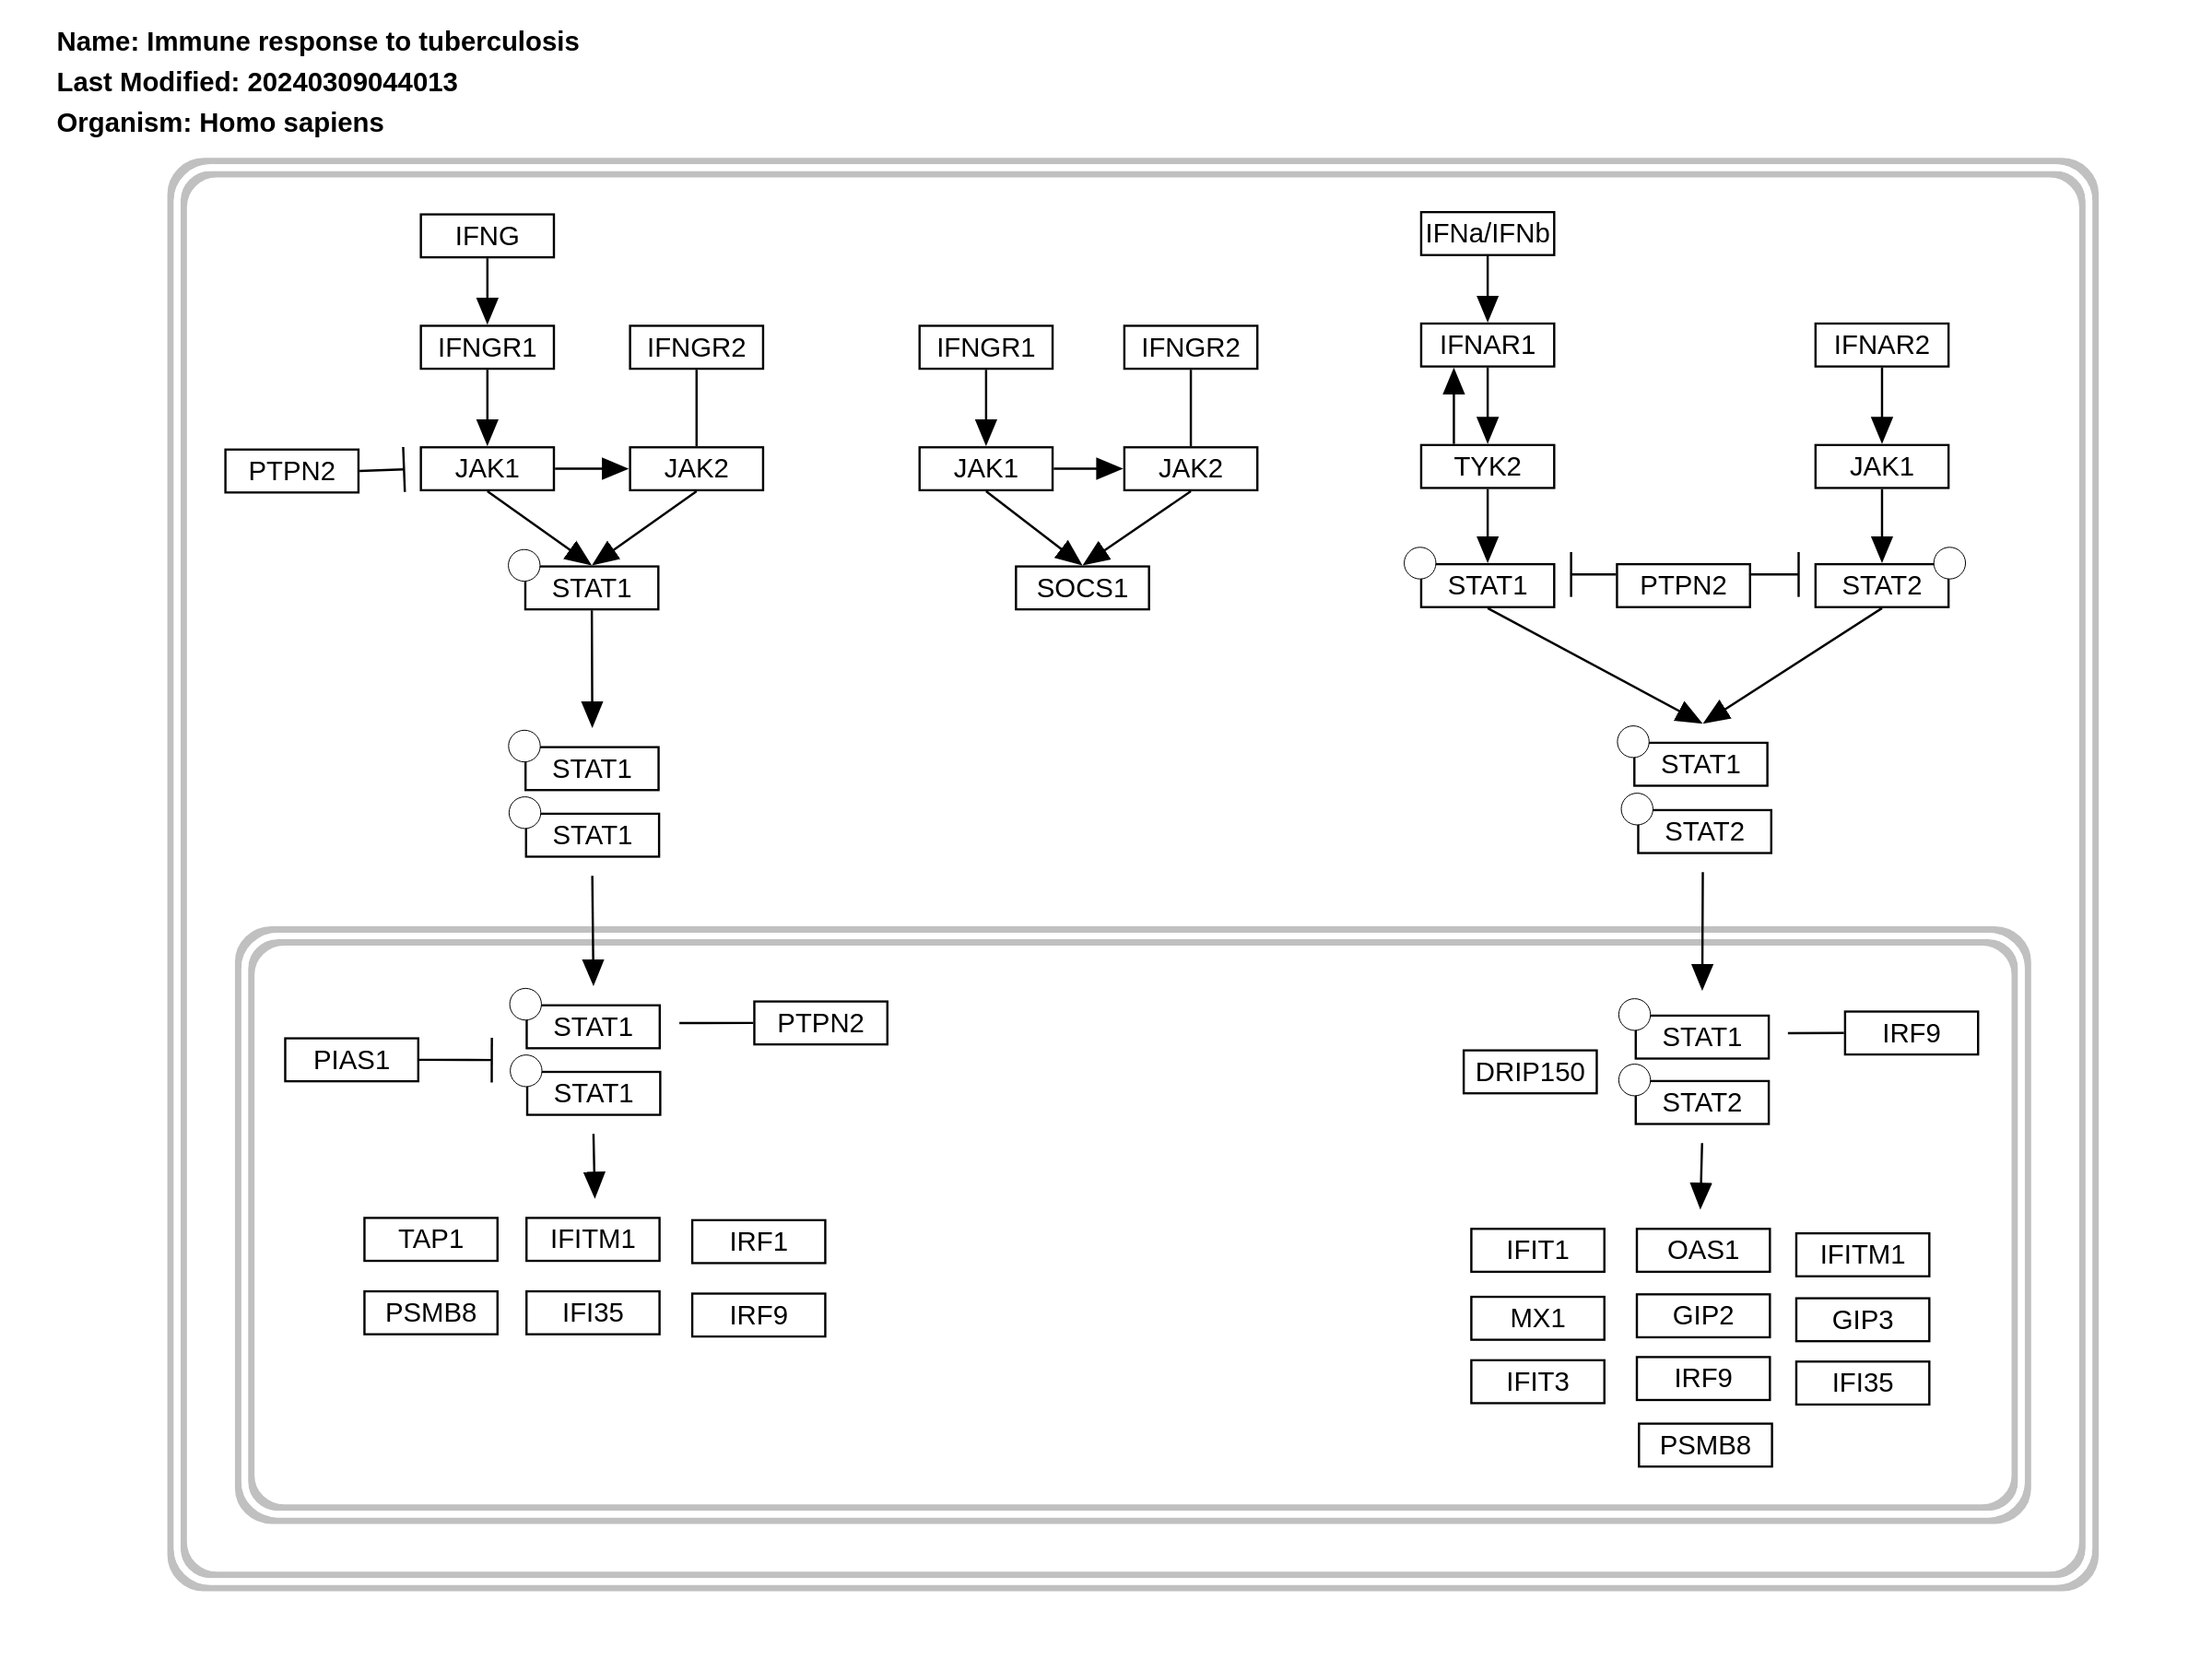 Name: Immune response to tuberculosis
Last Modified: 20240309044013
Organism: Homo sapiens
IFNG
IFNa/IFNb
IFNGR1
IFNGR2
IFNGR1
IFNGR2
IFNAR1
IFNAR2
PTPN2
JAK1
JAK2
JAK1
JAK2
TYK2
JAK1
STAT1
SOCS1
STAT1
PTPN2
STAT2
STAT1
STAT1
STAT1
STAT2
STAT1
PTPN2
PIAS1
STAT1
STAT1
IRF9
DRIP150
STAT2
TAP1
IFITM1
IRF1
PSMB8
IFI35
IRF9
IFIT1
OAS1
IFITM1
MX1
GIP2
GIP3
IFIT3
IRF9
IFI35
PSMB8